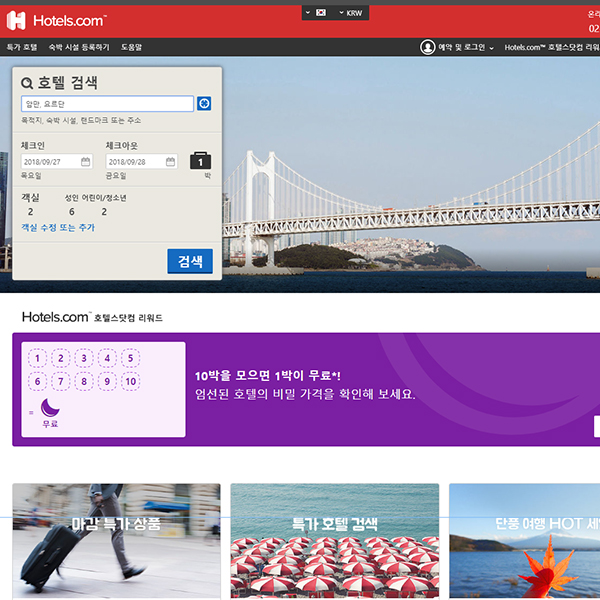 Hotels.com™
KRW
02
특가 호텔 숙박 시설 등록하기 도움말
예약 및 로그인 Hotels.com™ 호텔스닷컴 리워
호텔 검색
암만, 요르단
목적지, 숙박 시설, 랜드마크 또는 주소
체크인 체크아웃
2018/09/27 2018/09/28 1
목요일 금요일 박
객실 성인 어린이/청소년
2 6 2
객실 수정 또는 추가
검색
Hotels.com™ 호텔스닷컴 리워드
1 2 3 4 5
6 7 8 9 10
=
무료
10박을 모으면 1박이 무료*!
엄선된 호텔의 비밀 가격을 확인해 보세요.
마감 특가 상품
특가 호텔 검색
단풍 여행 HOT 세